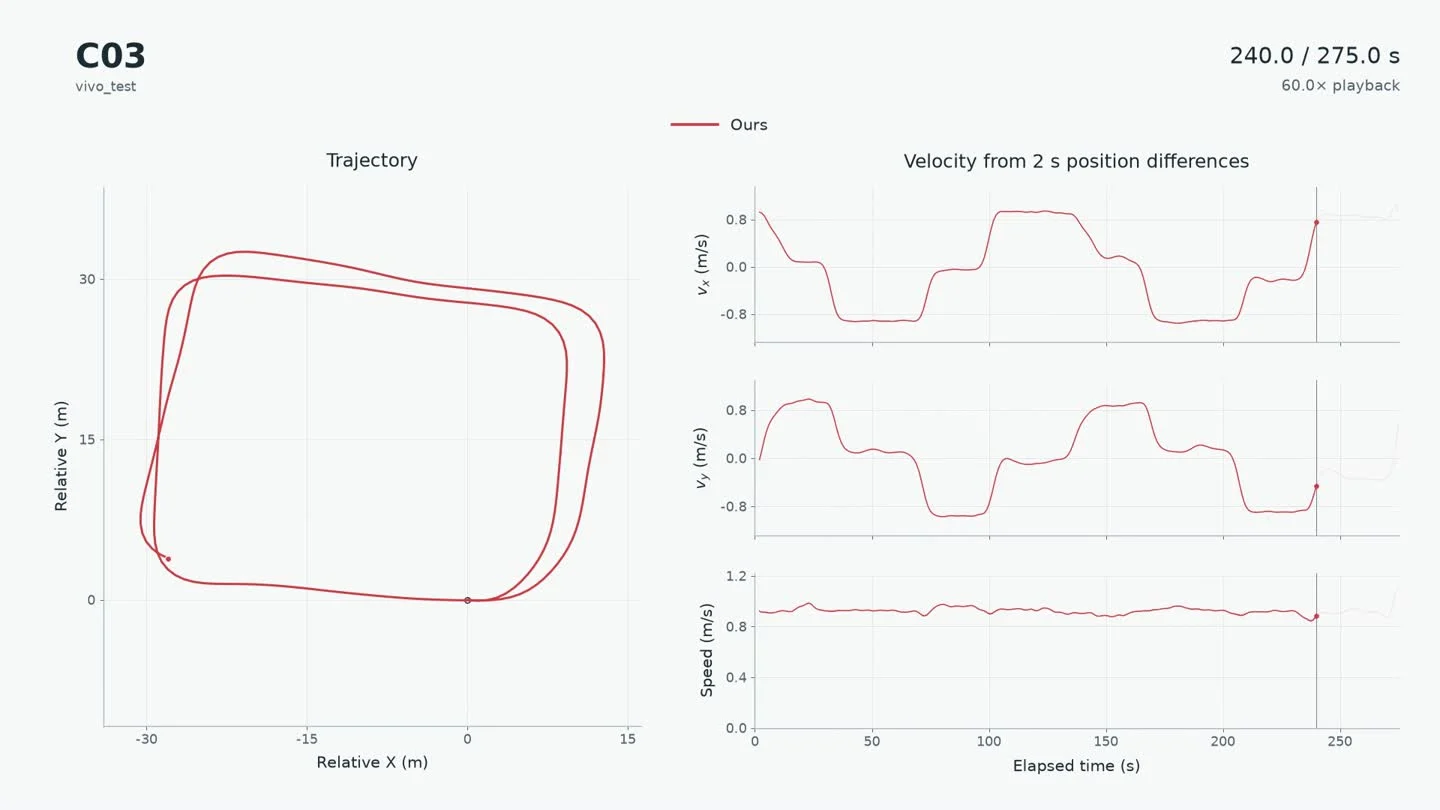 C03
vivo_test
240.0 / 275.0 s
60.0× playback
Ours
Trajectory
30
15
0
-30
-15
0
15
Relative X (m)
Relative Y (m)
Velocity from 2 s position differences
0.8
0.0
-0.8
vx (m/s)
0.8
0.0
-0.8
vy (m/s)
1.2
0.8
0.4
0.0
Speed (m/s)
0
50
100
150
200
250
Elapsed time (s)